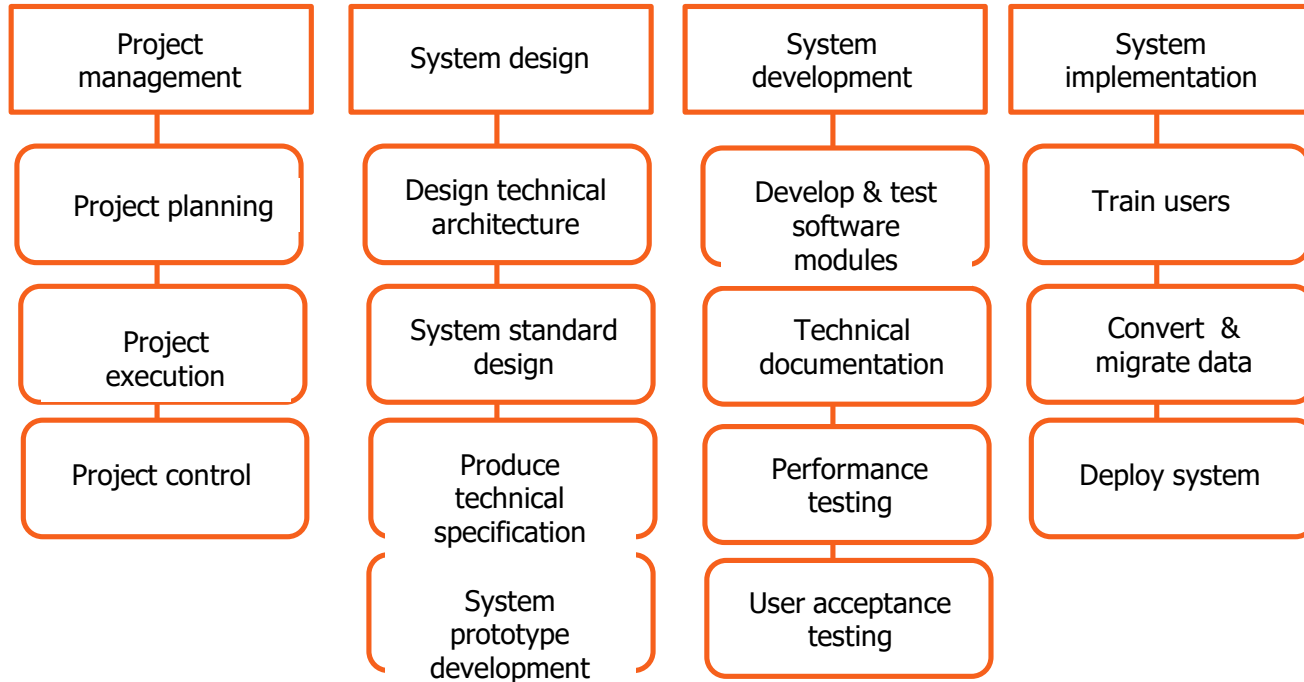 Project
management
System design
System
development
System
implementation
Project planning
Design technical
architecture
Develop & test
software
modules
Train users
Project
execution
System standard
design
Technical
documentation
Convert  &
migrate data
Project control
Produce
technical
specification
Performance
testing
Deploy system
System
prototype
development
User acceptance
testing